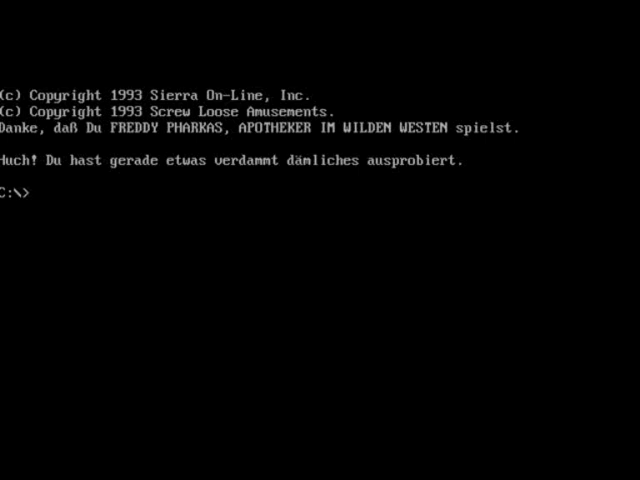 (c) Copyright 1993 Sierra On-Line, Inc.
(c) Copyright 1993 Screw Loose Amusements.
Danke, daß Du FREDDY PHARKAS, APOTHEKER IM WILDEN WESTEN spielst.
Huch! Du hast gerade etwas verdammt dämliches ausprobiert.
C:\>